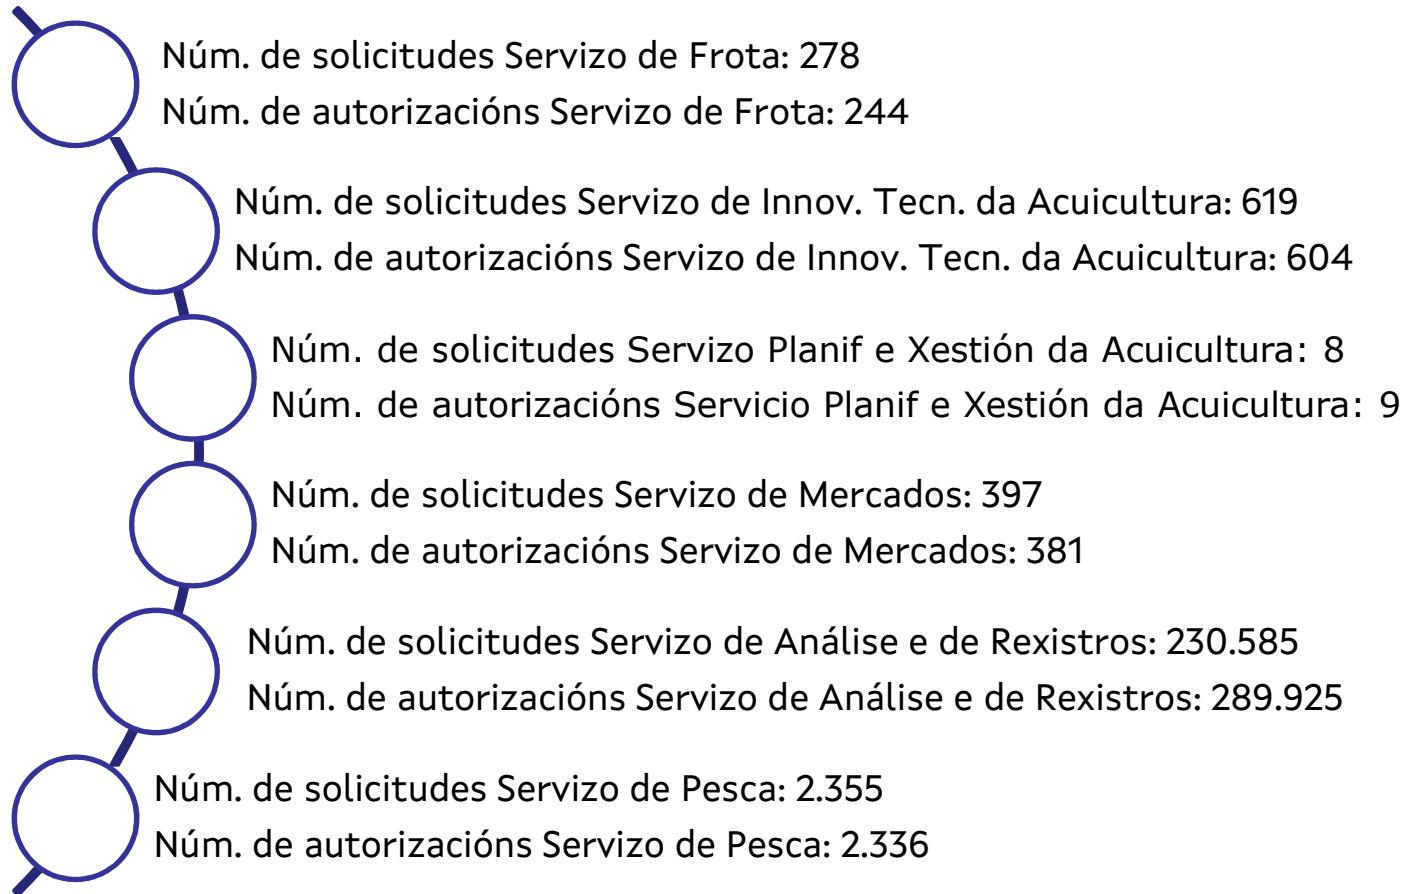 Núm. de solicitudes Servizo de Frota: 278
Núm. de autorizacións Servizo de Frota: 244
Núm. de solicitudes Servizo de Innov. Tecn. da Acuicultura: 619
Núm. de autorizacións Servizo de Innov. Tecn. da Acuicultura: 604
Núm. de solicitudes Servizo Planif e Xestión da Acuicultura: 8
Núm. de autorizacións Servicio Planif e Xestión da Acuicultura: 9
Núm. de solicitudes Servizo de Mercados: 397
Núm. de autorizacións Servizo de Mercados: 381
Núm. de solicitudes Servizo de Análise e de Rexistros: 230.585
Núm. de autorizacións Servizo de Análise e de Rexistros: 289.925
Núm. de solicitudes Servizo de Pesca: 2.355
Núm. de autorizacións Servizo de Pesca: 2.336